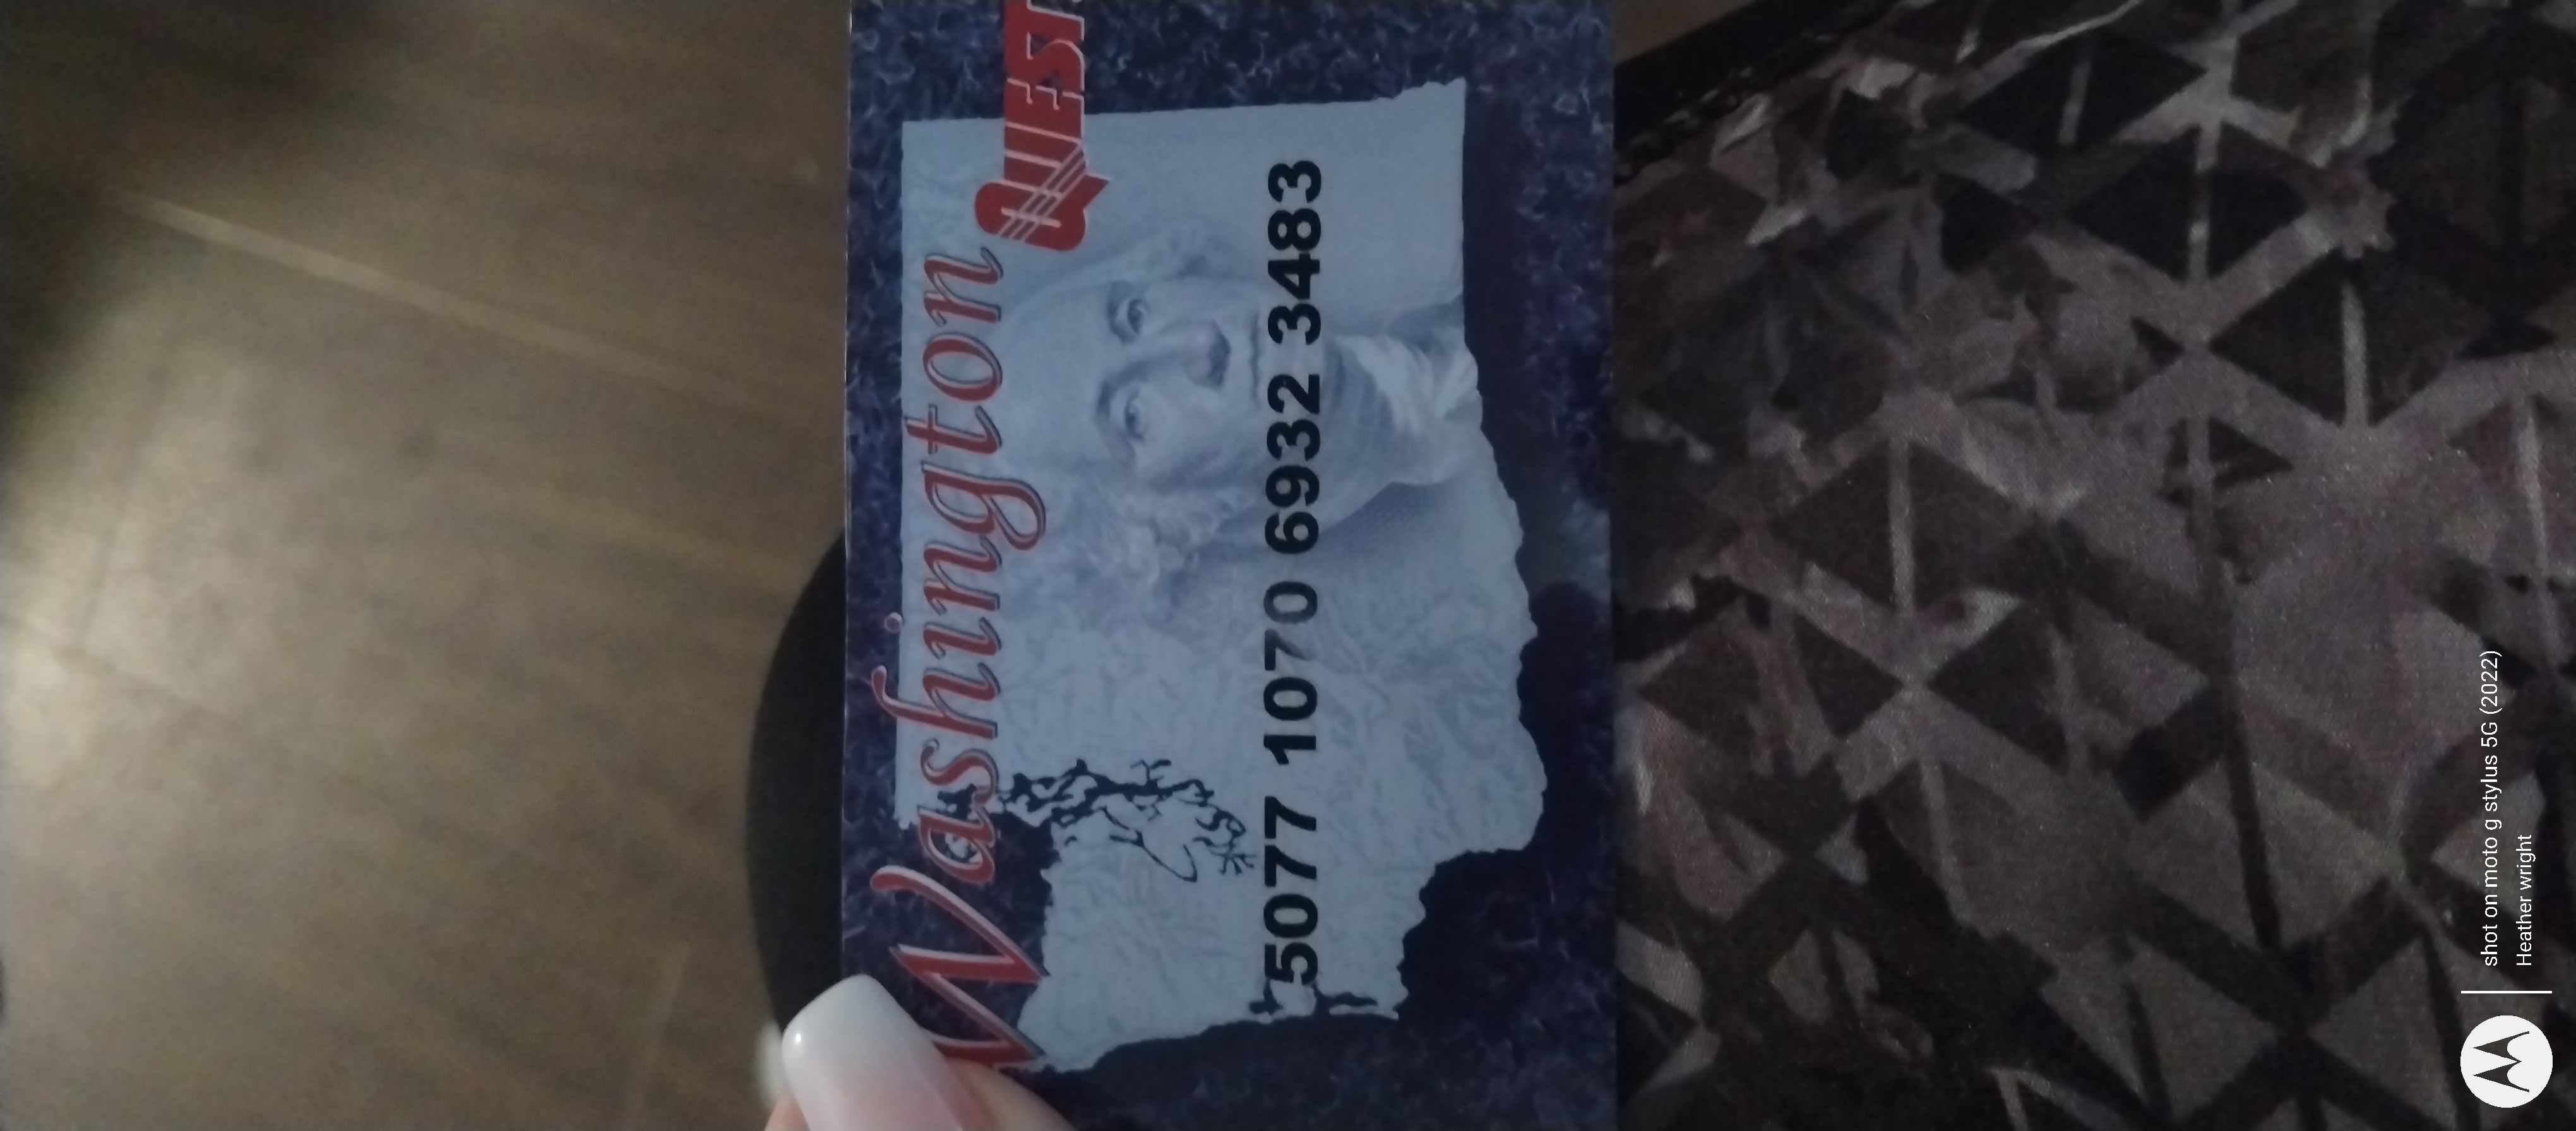 Washington QUEST
5077 1070 6932 3483
shot on moto g stylus 5G (2022)
Heather wright